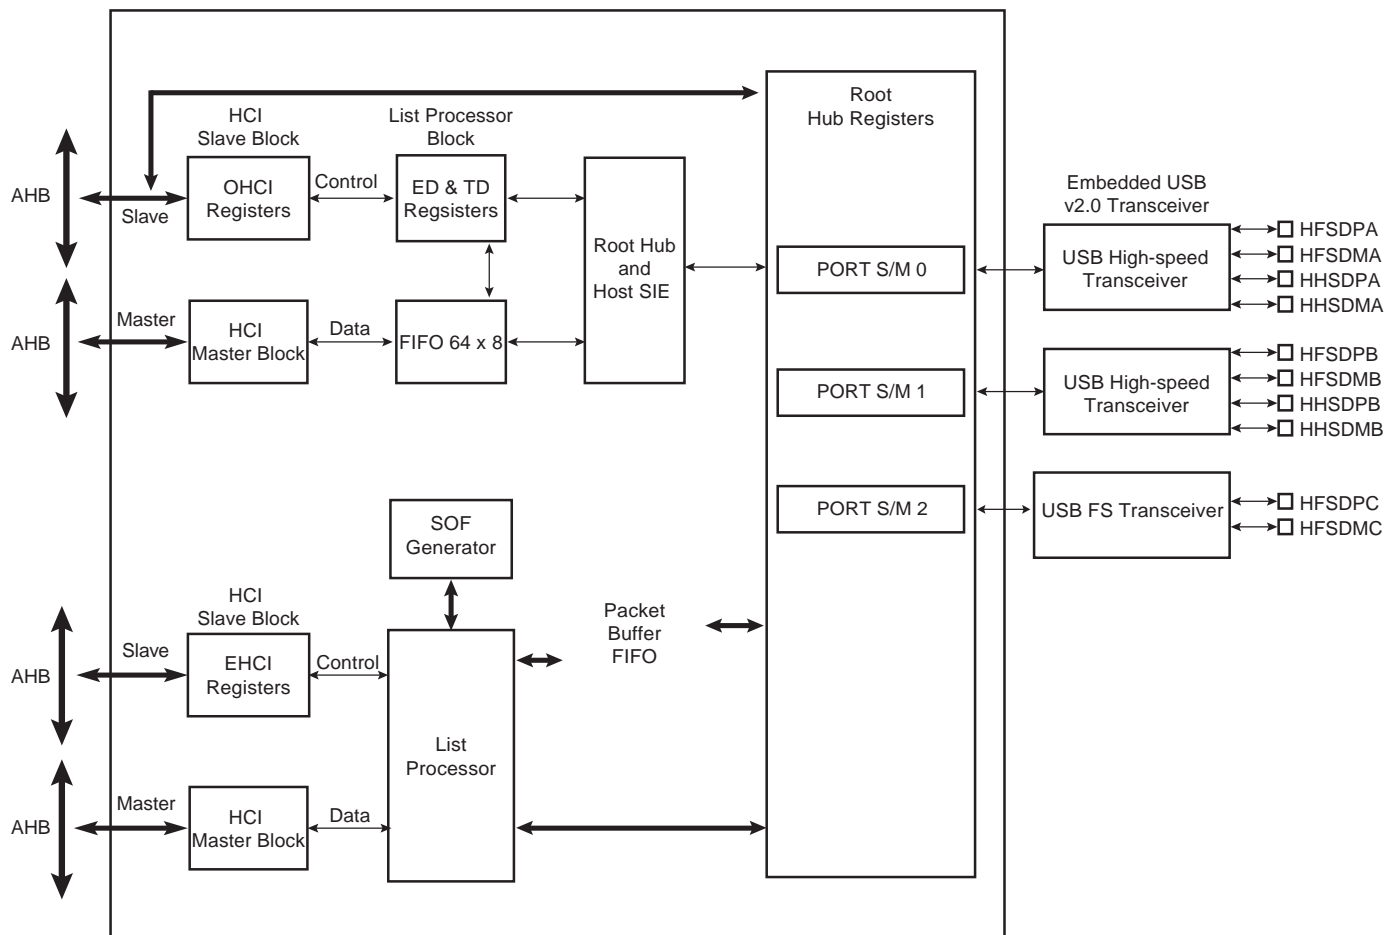 Root
Hub Registers
HCI
Slave Block
List Processor
Block
AHB
Slave
OHCI
Registers
Control
ED & TD
Regsisters
Root Hub
and
Host SIE
AHB
Master
HCI
Master Block
Data
FIFO 64 x 8
PORT S/M 0
PORT S/M 1
PORT S/M 2
Embedded USB
v2.0 Transceiver
USB High-speed
Transceiver
HFSDPA
HFSDMA
HHSDPA
HHSDMA
USB High-speed
Transceiver
HFSDPB
HFSDMB
HHSDPB
HHSDMB
USB FS Transceiver
HFSDPC
HFSDMC
SOF
Generator
HCI
Slave Block
AHB
Slave
EHCI
Registers
Control
Packet
Buffer
FIFO
List
Processor
AHB
Master
HCI
Master Block
Data